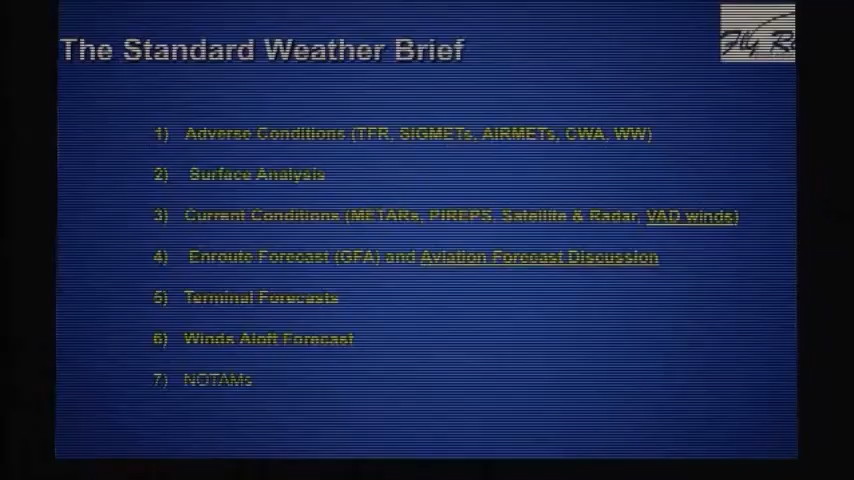 The Standard Weather Brief
Fly
1) Adverse Conditions (TFR, SIGMETs, AIRMETs, CWA, WW)
2) Surface Analysis
3) Current Conditions (METARs, PIREPS, Satellite & Radar, VAD winds)
4) Enroute Forecast (GFA) and Aviation Forecast Discussion
5) Terminal Forecasts
6) Winds Aloft Forecast
7) NOTAMs